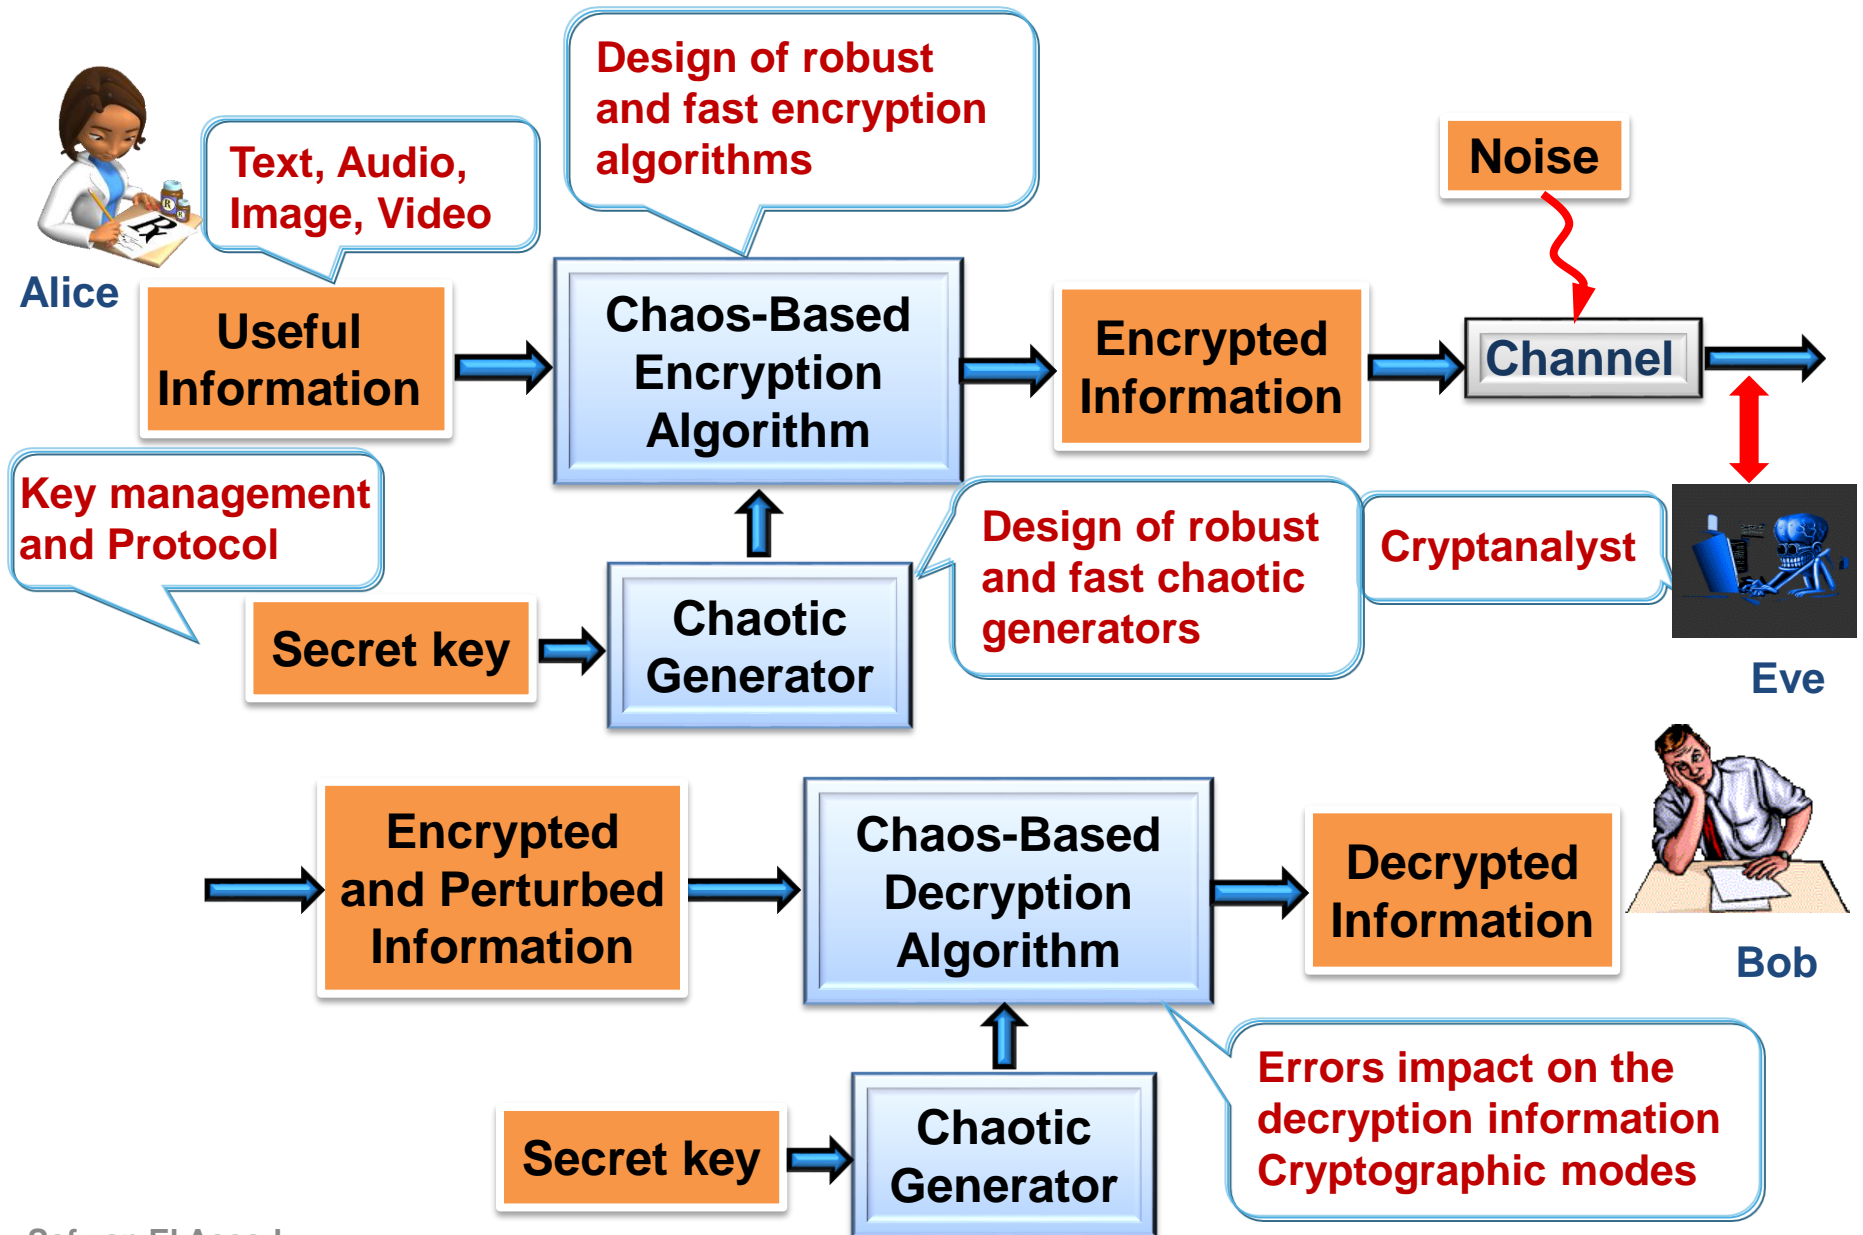 Design of robust
and fast encryption
algorithms
Text, Audio,
Image, Video
Noise
Alice
Useful
Information
Chaos-Based
Encryption
Algorithm
Encrypted
Information
Channel
Key management
and Protocol
Design of robust
and fast chaotic
generators
Cryptanalyst
Secret key
Chaotic
Generator
Eve
Encrypted
and Perturbed
Information
Chaos-Based
Decryption
Algorithm
Decrypted
Information
Bob
Secret key
Chaotic
Generator
Errors impact on the
decryption information
Cryptographic modes